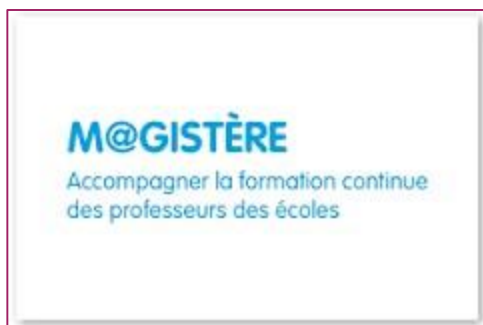 M@GISTÈRE
Accompagner la formation continue
des professeurs des écoles